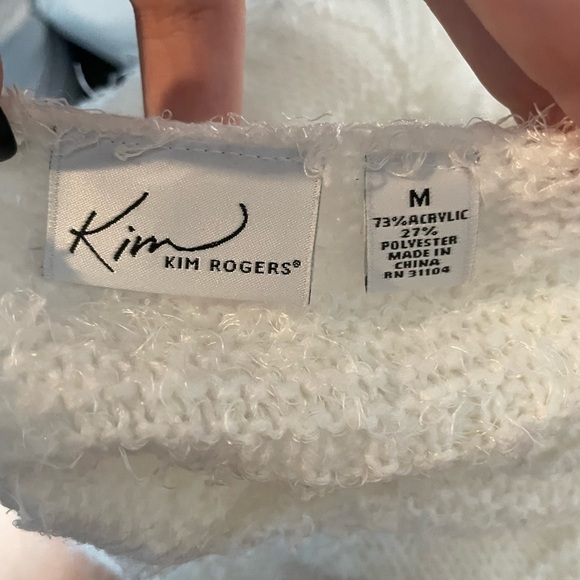 Kim
KIM ROGERS®
M
73% ACRYLIC
27%
POLYESTER
MADE IN
CHINA
RN 31104